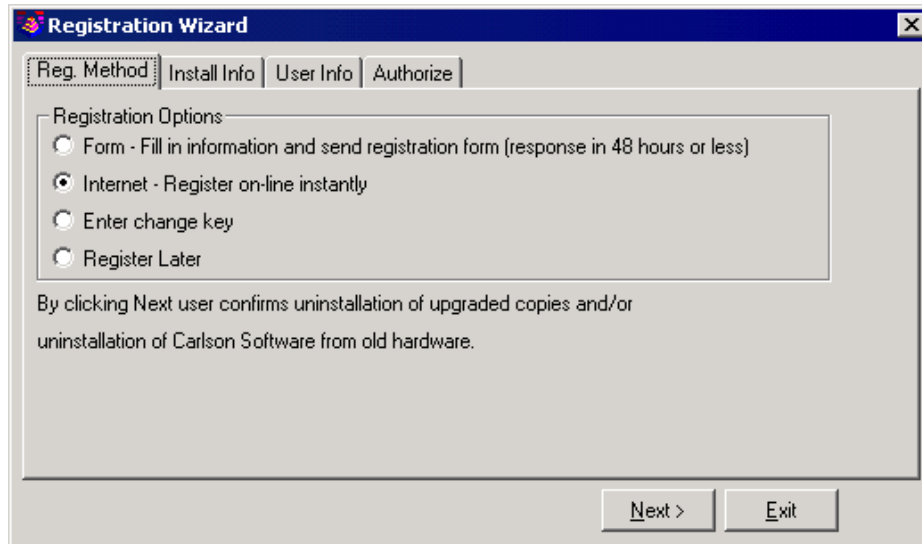 Registration Wizard
Reg. Method Install Info User Info Authorize
Registration Options
Form - Fill in information and send registration form (response in 48 hours or less)
Internet - Register on-line instantly
Enter change key
Register Later
By clicking Next user confirms uninstallation of upgraded copies and/or
uninstallation of Carlson Software from old hardware.
Next > Exit